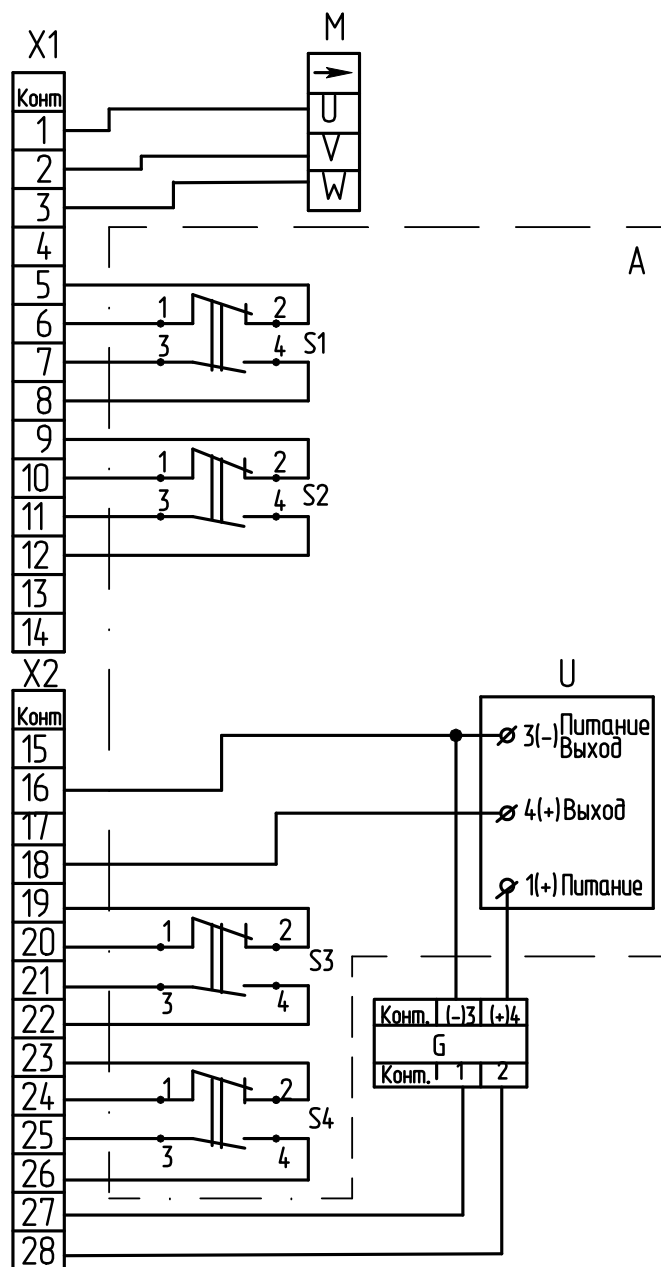 X1
M
Конт
U
1
V
2
W
3
4
A
5
1
2
6
S1
3
4
7
8
9
1
2
10
S2
3
4
11
12
13
14
X2
U
Конт
3(-) Питание
Выход
15
16
4(+) Выход
17
18
1(+) Питание
19
1
2
20
S3
21
3
4
22
Конт. (-)3 (+)4
G
Конт. 1 2
23
1
2
24
S4
25
3
4
26
27
28